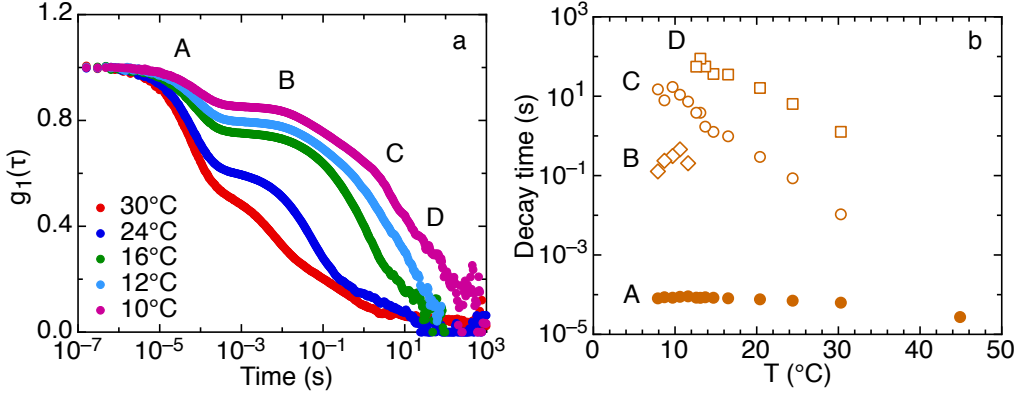 1.2
0.8
0.4
0.0
g₁(τ)
a
A
B
C
D
30°C
24°C
16°C
12°C
10°C
10⁻⁷ 10⁻⁵ 10⁻³ 10⁻¹ 10¹ 10³
Time (s)
10³
10¹
10⁻¹
10⁻³
10⁻⁵
Decay time (s)
b
D
C
B
A
0 10 20 30 40 50
T (°C)